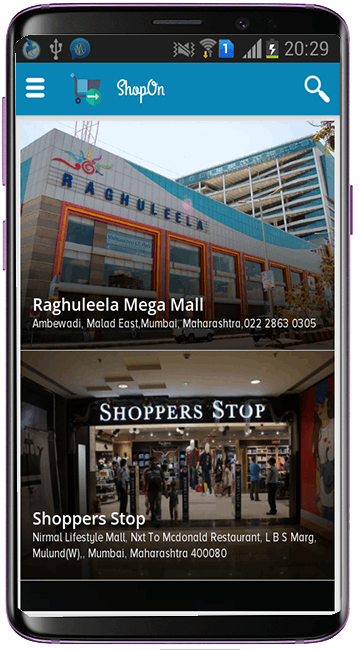 20:29
ShopOn
RAGHULEELA
Raghuleela Mega Mall
Ambewadi, Malad East,Mumbai, Maharashtra,022 2863 0305
SHOPPERS STOP
Shoppers Stop
Nirmal Lifestyle Mall, Nxt To Mcdonald Restaurant, L B S Marg,
Mulund(W),, Mumbai, Maharashtra 400080